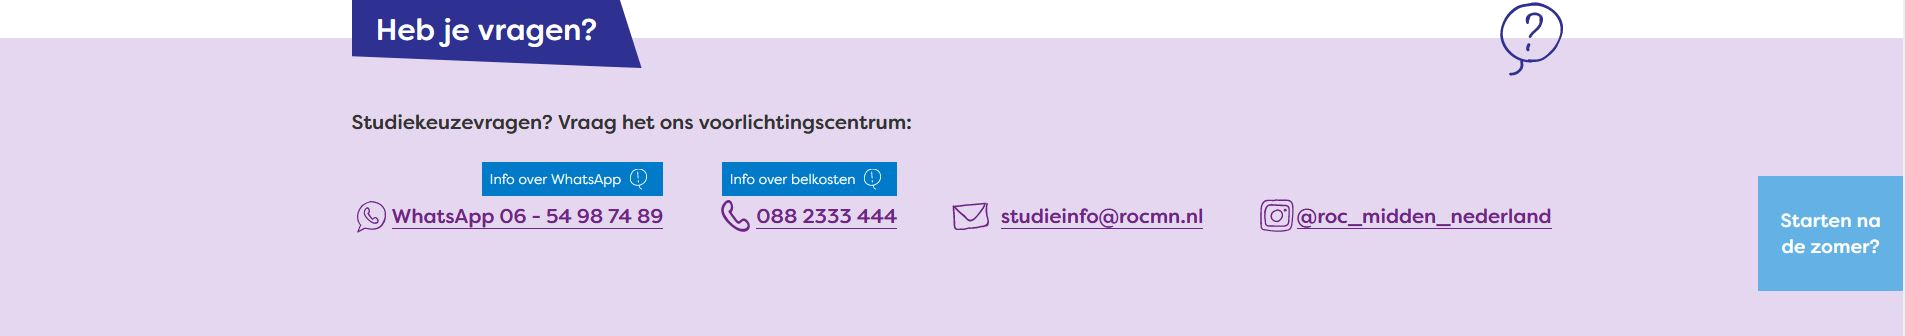 Heb je vragen?
Studiekeuzevragen? Vraag het ons voorlichtingscentrum:
Info over WhatsApp
Info over belkosten
WhatsApp 06 - 54 98 74 89
088 2333 444
studieinfo@rocmn.nl
@roc_midden_nederland
Starten na
de zomer?